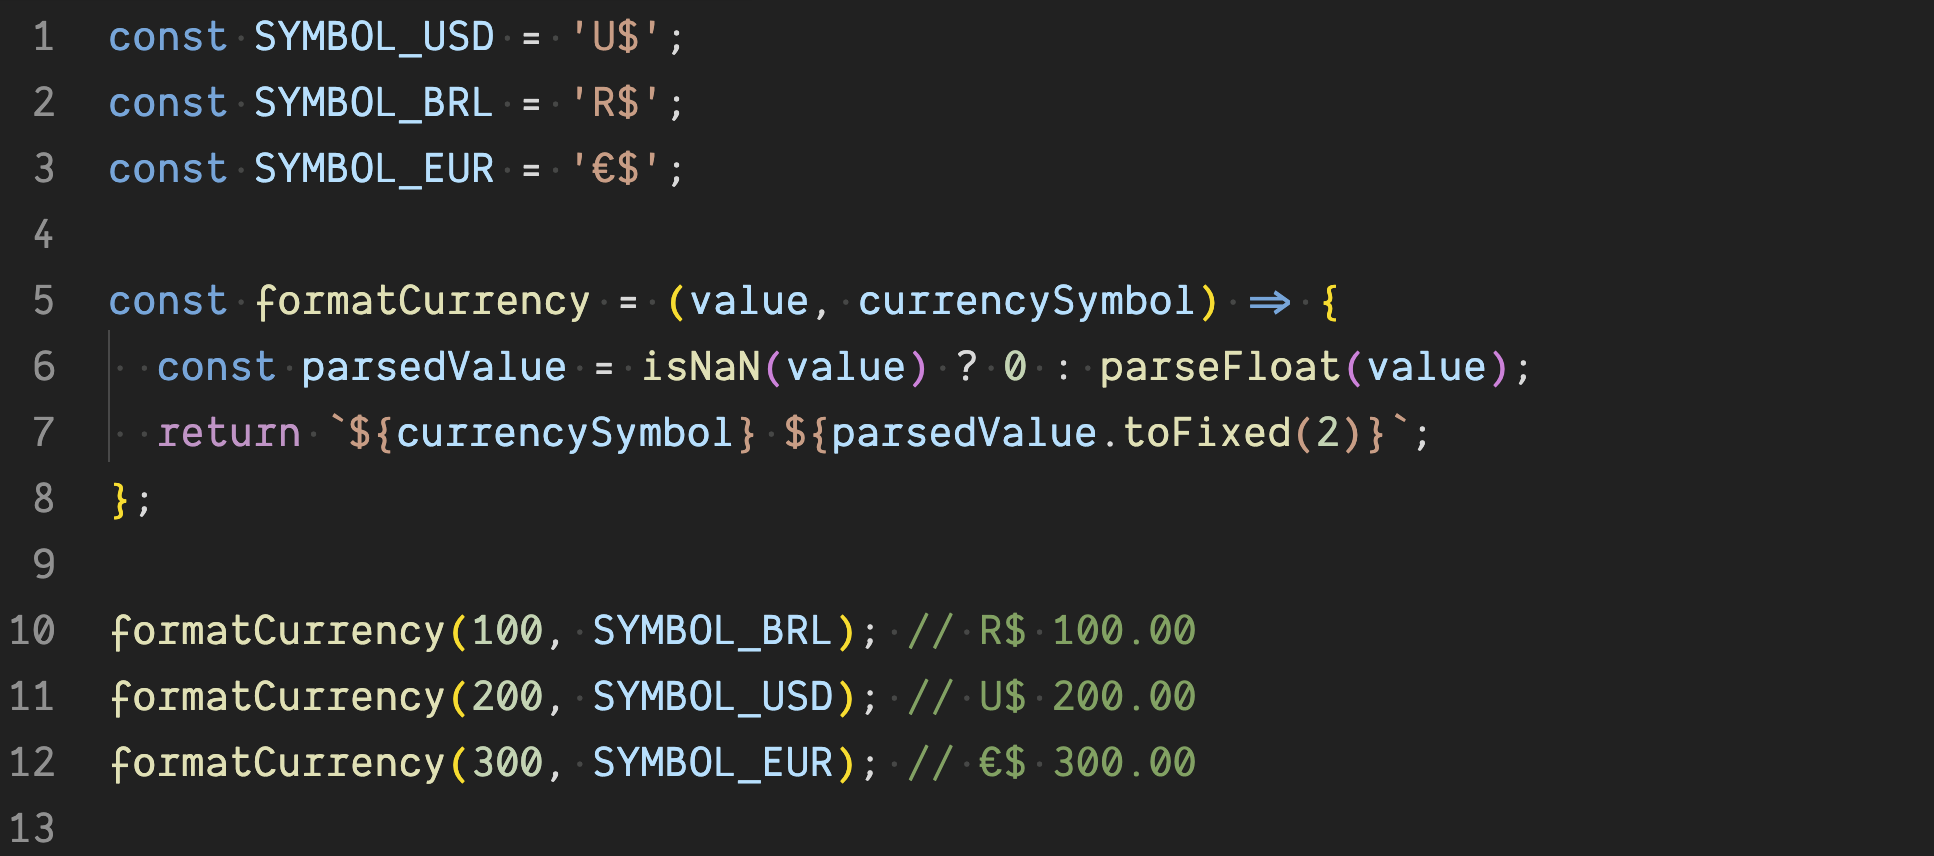 1 const SYMBOL_USD = 'U$';
2 const SYMBOL_BRL = 'R$';
3 const SYMBOL_EUR = '€$';
4
5 const formatCurrency = (value, currencySymbol) => {
6   const parsedValue = isNaN(value) ? 0 : parseFloat(value);
7   return `${currencySymbol} ${parsedValue.toFixed(2)}`;
8 };
9
10 formatCurrency(100, SYMBOL_BRL); // R$ 100.00
11 formatCurrency(200, SYMBOL_USD); // U$ 200.00
12 formatCurrency(300, SYMBOL_EUR); // €$ 300.00
13